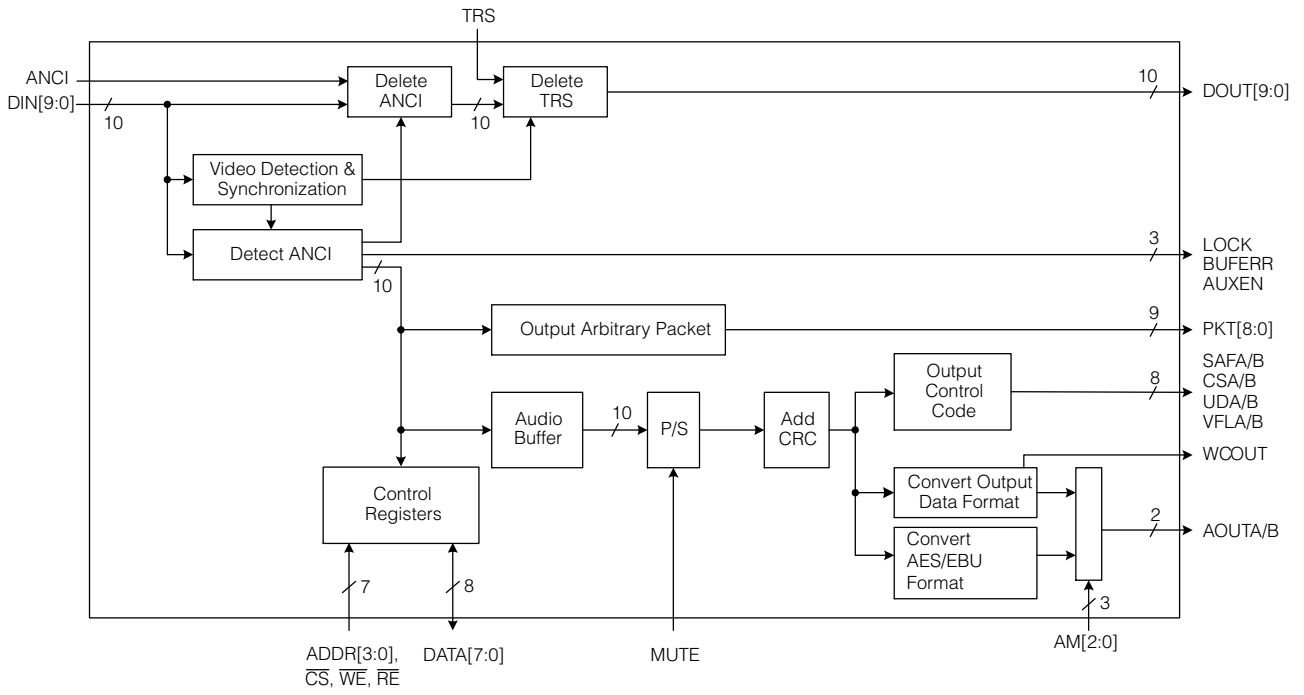 TRS
ANCI
DIN[9:0]
10
Delete
ANCI
10
Delete
TRS
10
DOUT[9:0]
Video Detection &
Synchronization
Detect ANCI
10
3
LOCK
BUFERR
AUXEN
Output Arbitrary Packet
9
PKT[8:0]
Output
Control
Code
8
SAFA/B
CSA/B
UDA/B
VFLA/B
Audio
Buffer
10
P/S
Add
CRC
WCOUT
Control
Registers
Convert Output
Data Format
Convert
AES/EBU
Format
2
AOUTA/B
7
8
3
ADDR[3:0],
CS, WE, RE
DATA[7:0]
MUTE
AM[2:0]